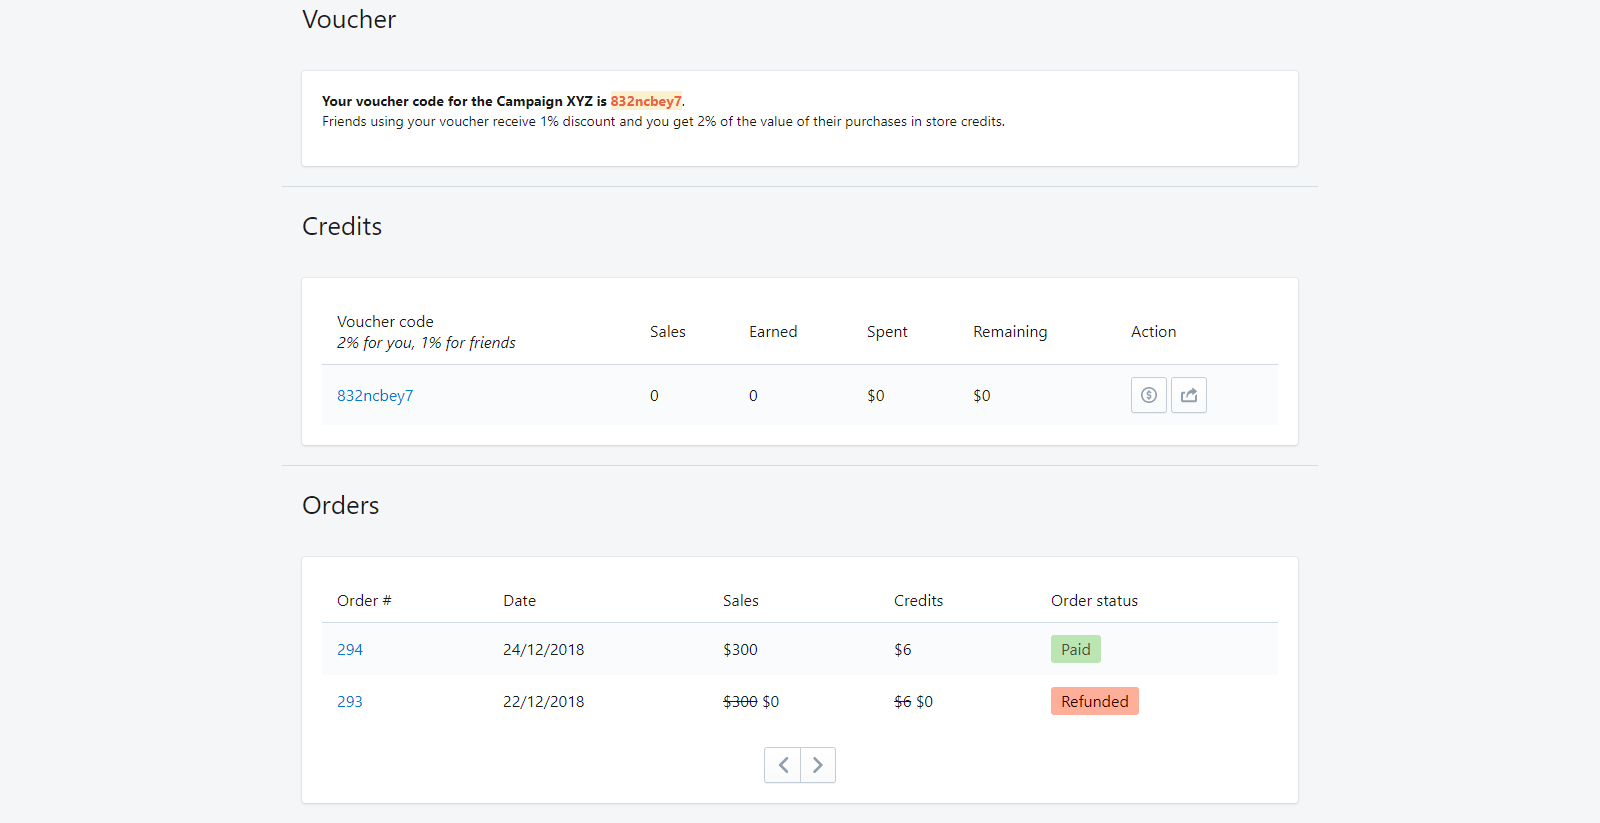 Voucher
Your voucher code for the Campaign XYZ is 832ncbey7.
Friends using your voucher receive 1% discount and you get 2% of the value of their purchases in store credits.
Credits
Voucher code
2% for you, 1% for friends
Sales Earned Spent Remaining Action
832ncbey7 0 0 $0 $0
Orders
Order # Date Sales Credits Order status
294 24/12/2018 $300 $6 Paid
293 22/12/2018 $300 $0 $6 $0 Refunded